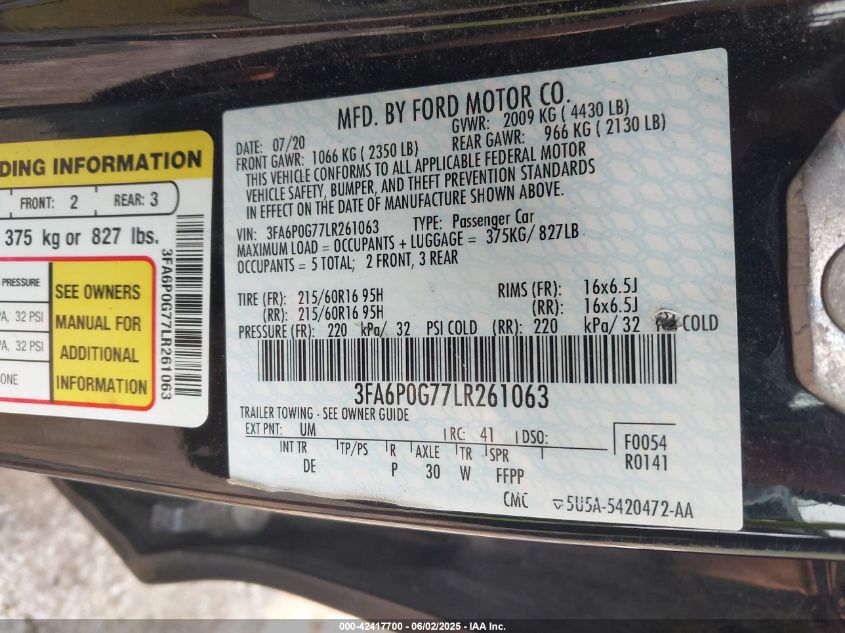 DING INFORMATION
FRONT: 2 REAR: 3
375 kg or 827 lbs.
PRESSURE
PA, 32 PSI
PA, 32 PSI
ONE
SEE OWNERS
MANUAL FOR
ADDITIONAL
INFORMATION
3FA6P0G77LR261063
MFD. BY FORD MOTOR CO.
DATE: 07/20 GVWR: 2009 KG ( 4430 LB)
FRONT GAWR: 1066 KG ( 2350 LB) REAR GAWR: 966 KG ( 2130 LB)
THIS VEHICLE CONFORMS TO ALL APPLICABLE FEDERAL MOTOR
VEHICLE SAFETY, BUMPER, AND THEFT PREVENTION STANDARDS
IN EFFECT ON THE DATE OF MANUFACTURE SHOWN ABOVE.
VIN: 3FA6P0G77LR261063 TYPE: Passenger Car
MAXIMUM LOAD = OCCUPANTS + LUGGAGE = 375KG/ 827LB
OCCUPANTS = 5 TOTAL; 2 FRONT, 3 REAR
TIRE (FR): 215/60R16 95H RIMS (FR): 16x6.5J
(RR): 215/60R16 95H (RR): 16x6.5J
PRESSURE (FR): 220 kPa/ 32 PSI COLD (RR): 220 kPa/ 32 COLD
3FA6P0G77LR261063
TRAILER TOWING - SEE OWNER GUIDE
EXT PNT: UM RC: 41 DSO:
INT TR TP/PS R AXLE TR SPR
DE P 30 W FFPP
F0054
R0141
CMC 5U5A-5420472-AA
000-42417700 - 06/02/2025 - IAA Inc.